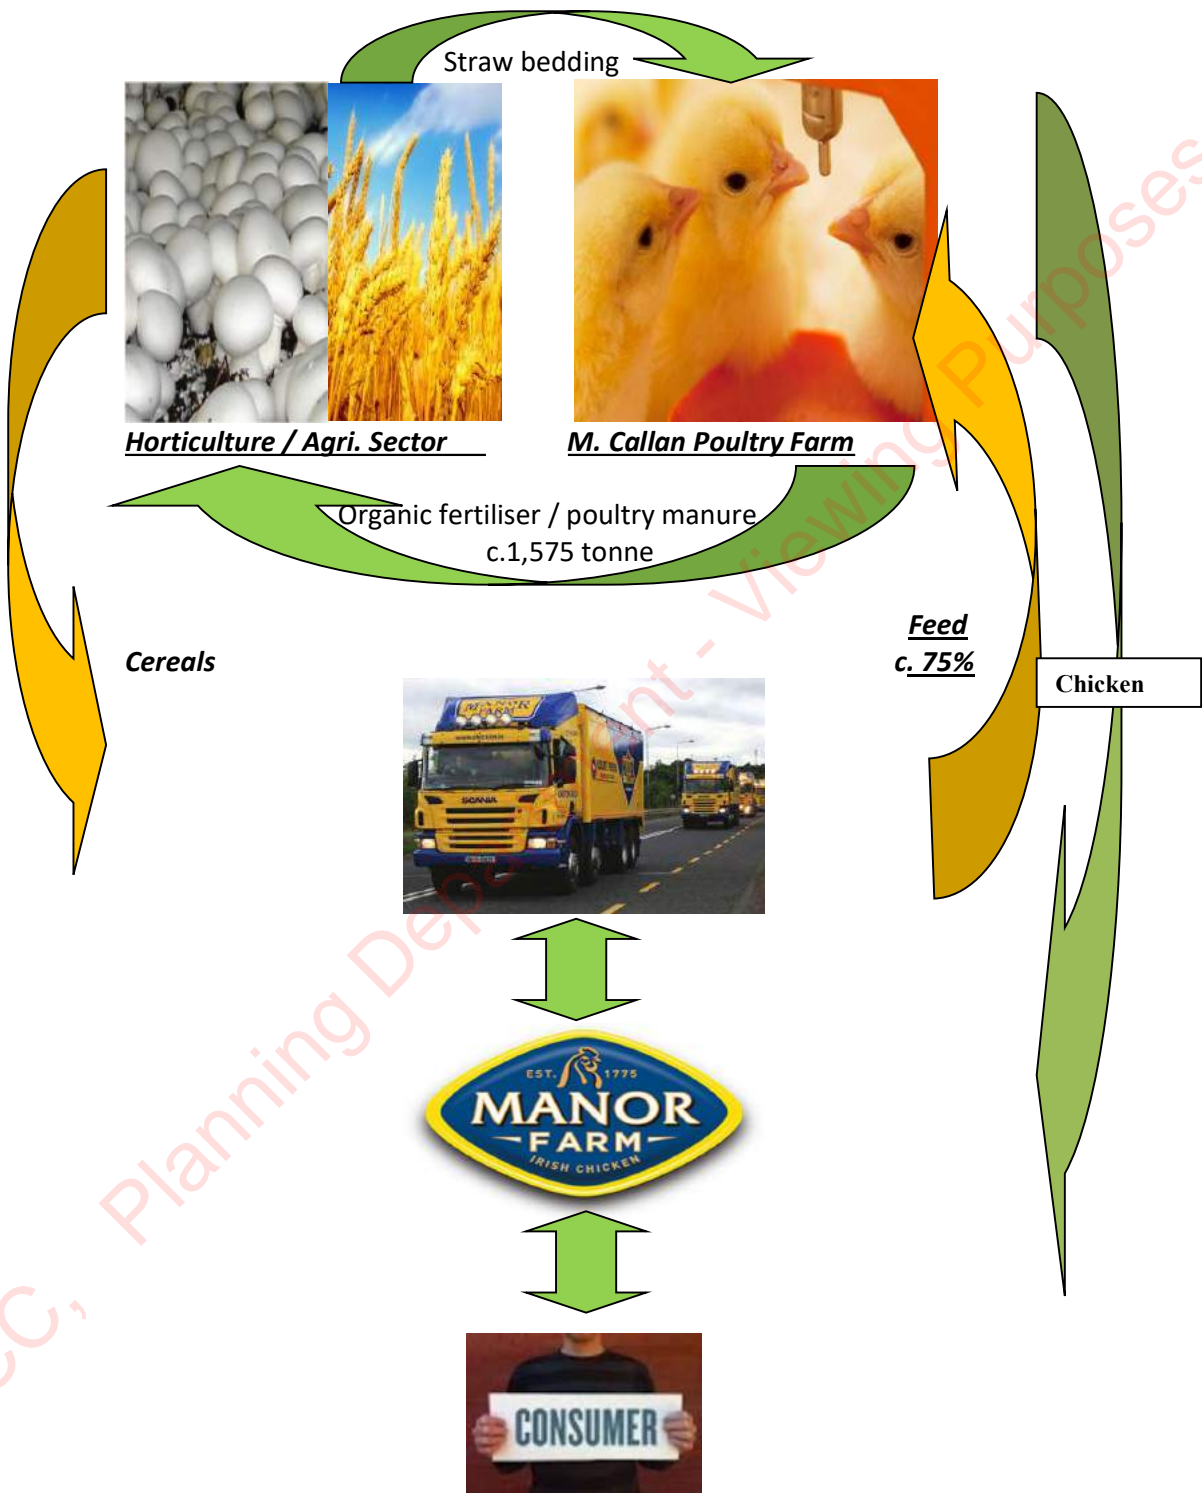 Straw bedding
Horticulture / Agri. Sector
M. Callan Poultry Farm
Organic fertiliser / poultry manure
c.1,575 tonne
Cereals
Feed
c. 75%
Chicken
MANOR
FARM
SCANIA
EST. 1775
MANOR
FARM
IRISH CHICKEN
CONSUMER
CC, Planning Department - Viewing Purposes